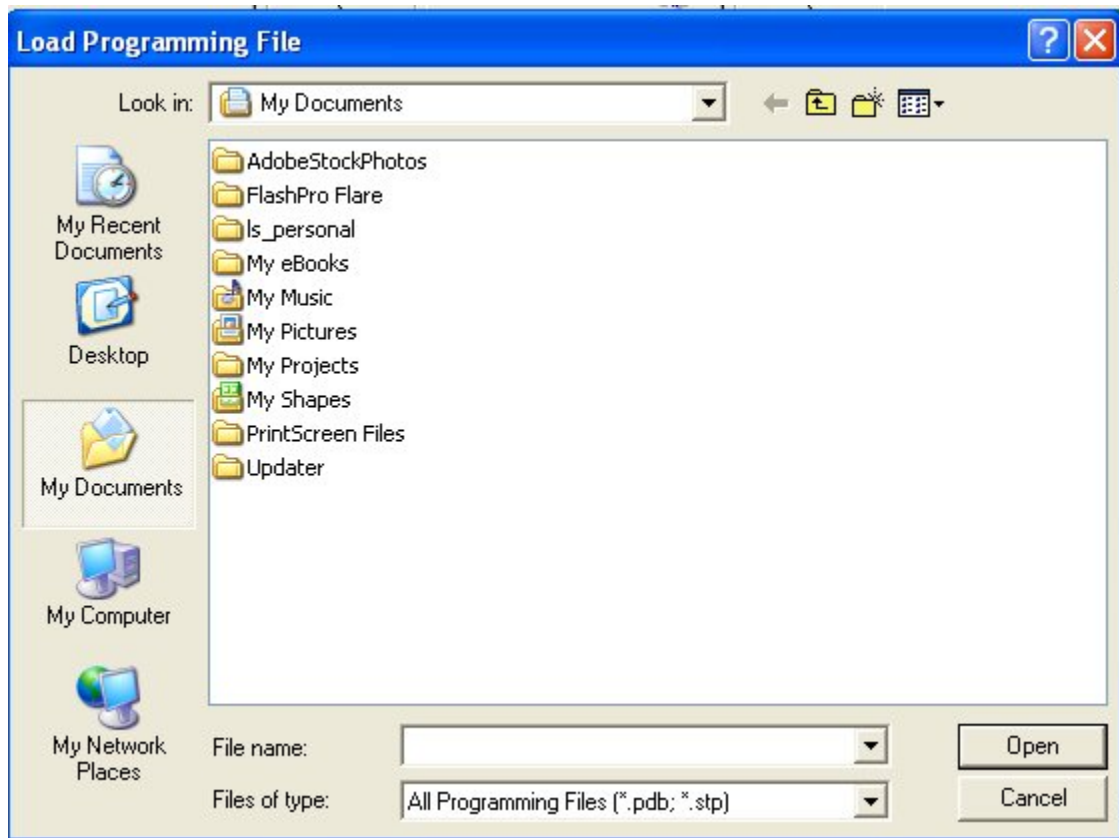 Load Programming File
Look in: My Documents
My Recent
Documents
Desktop
My Documents
My Computer
My Network
Places
AdobeStockPhotos
FlashPro Flare
ls_personal
My eBooks
My Music
My Pictures
My Projects
My Shapes
PrintScreen Files
Updater
File name:
Open
Files of type: All Programming Files (*.pdb; *.stp)
Cancel